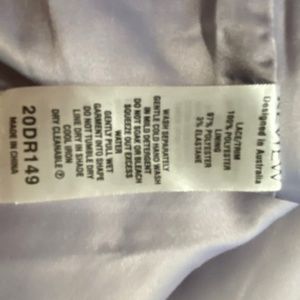 Designed in Australia
LACE/TRIM
100% POLYESTER
LINING
97% POLYESTER
3% ELASTANE
WASH SEPARATELY
GENTLE COLD HAND WASH
IN MILD DETERGENT
DO NOT SOAK OR BLEACH
SQUEEZE OUT EXCESS
WATER
GENTLY PULL WET
GARMENT INTO SHAPE
DO NOT TUMBLE DRY
LINE DRY IN SHADE
COOL IRON
DRY CLEANABLE Ⓟ
20DR149
MADE IN CHINA